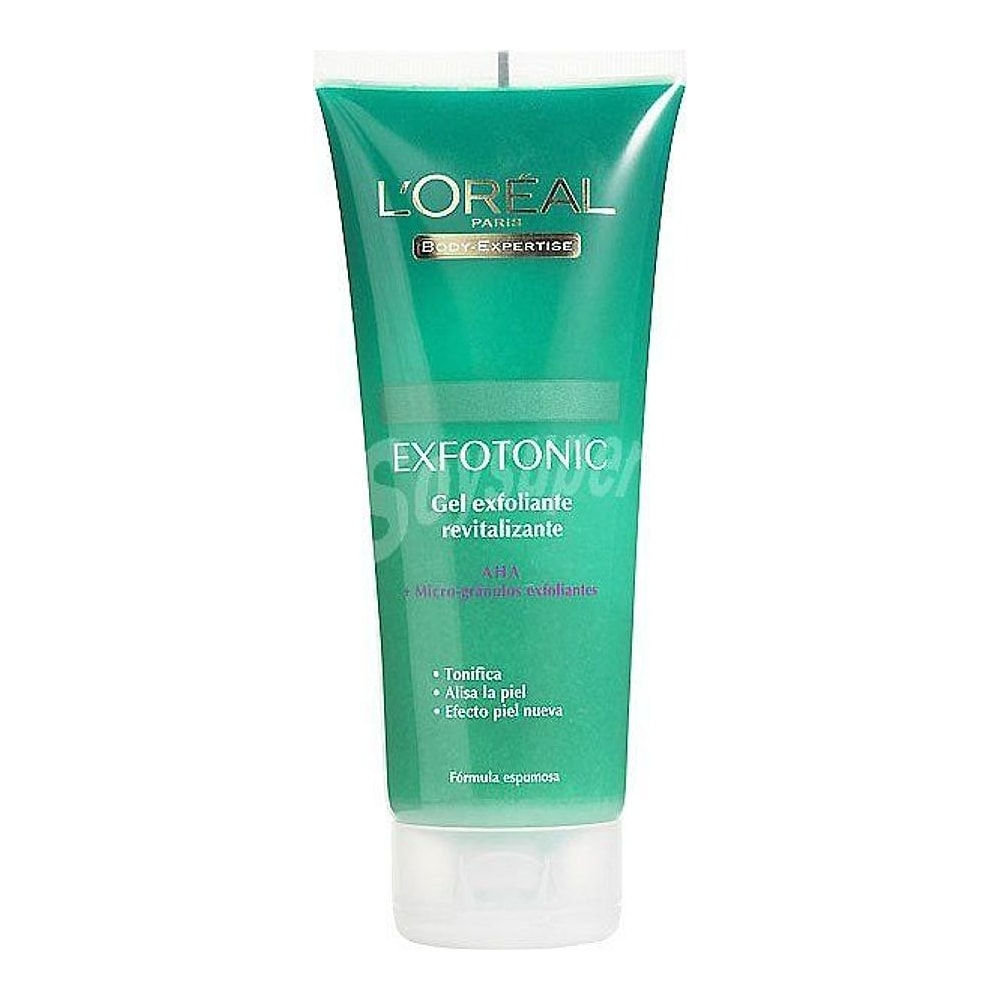 L'ORÉAL
PARIS
BODY-EXPERTISE
EXFOTONIC
Gel exfoliante
revitalizante
AHA
+ Micro-gránulos exfoliantes
• Tonifica
• Alisa la piel
• Efecto piel nueva
Fórmula espumosa
Soysuper